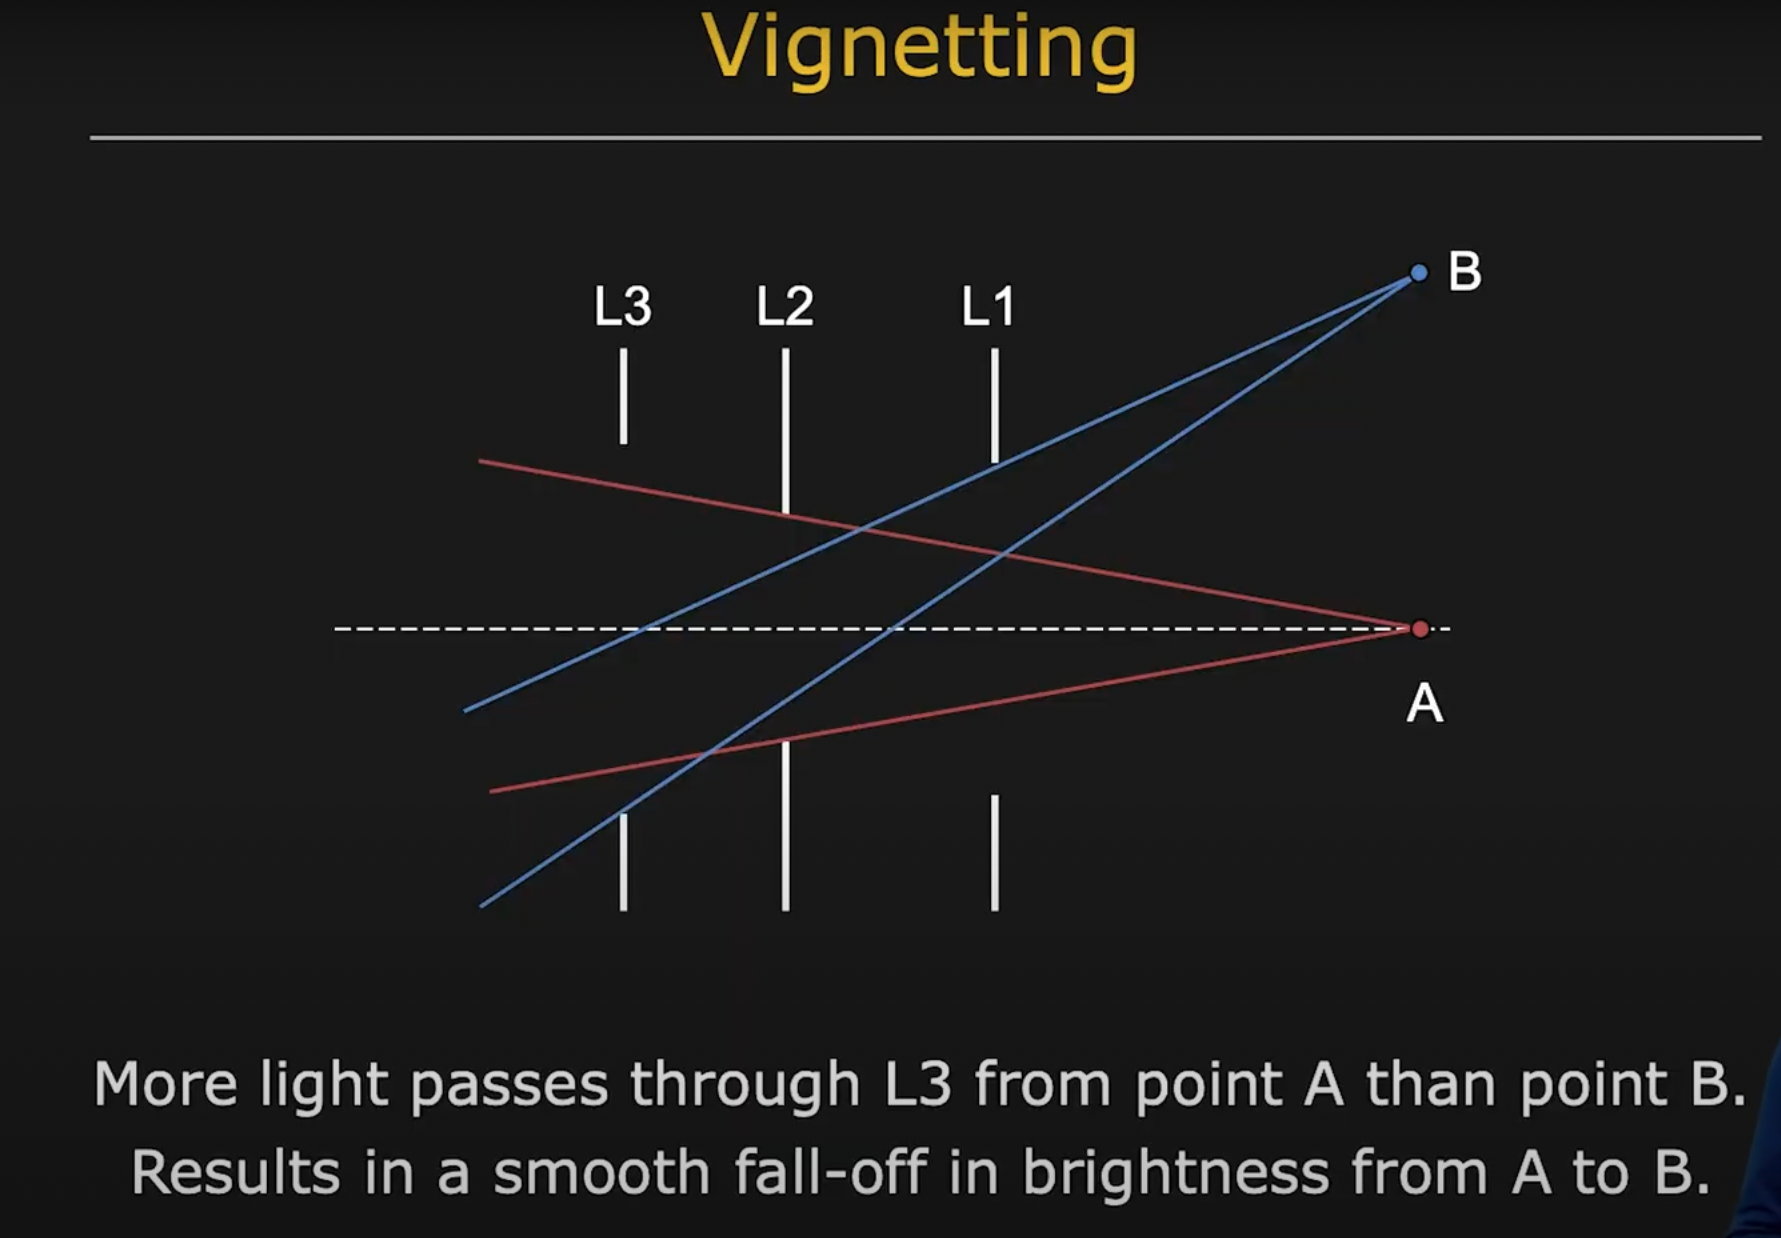 Vignetting
L3 L2 L1 B
A
More light passes through L3 from point A than point B.
Results in a smooth fall-off in brightness from A to B.